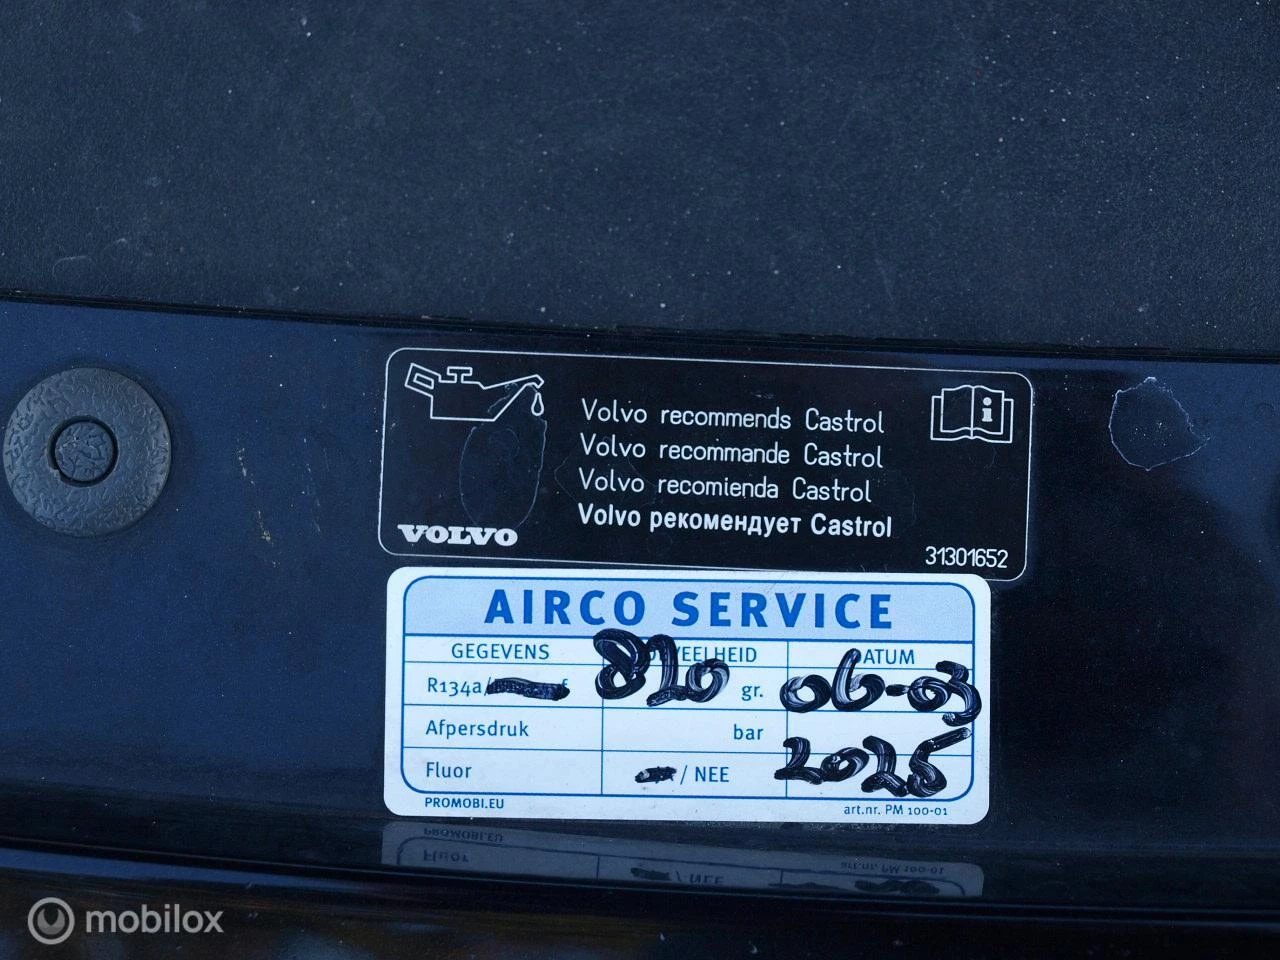 Volvo recommends Castrol
Volvo recommande Castrol
Volvo recomienda Castrol
Volvo рекомендует Castrol
VOLVO
31301652
AIRCO SERVICE
GEGEVENS DATUM
R134a/ 820 gr. 06-03
Afpersdruk bar
2025
Fluor / NEE
PROMOBI.EU art.nr. PM 100-01
mobilox